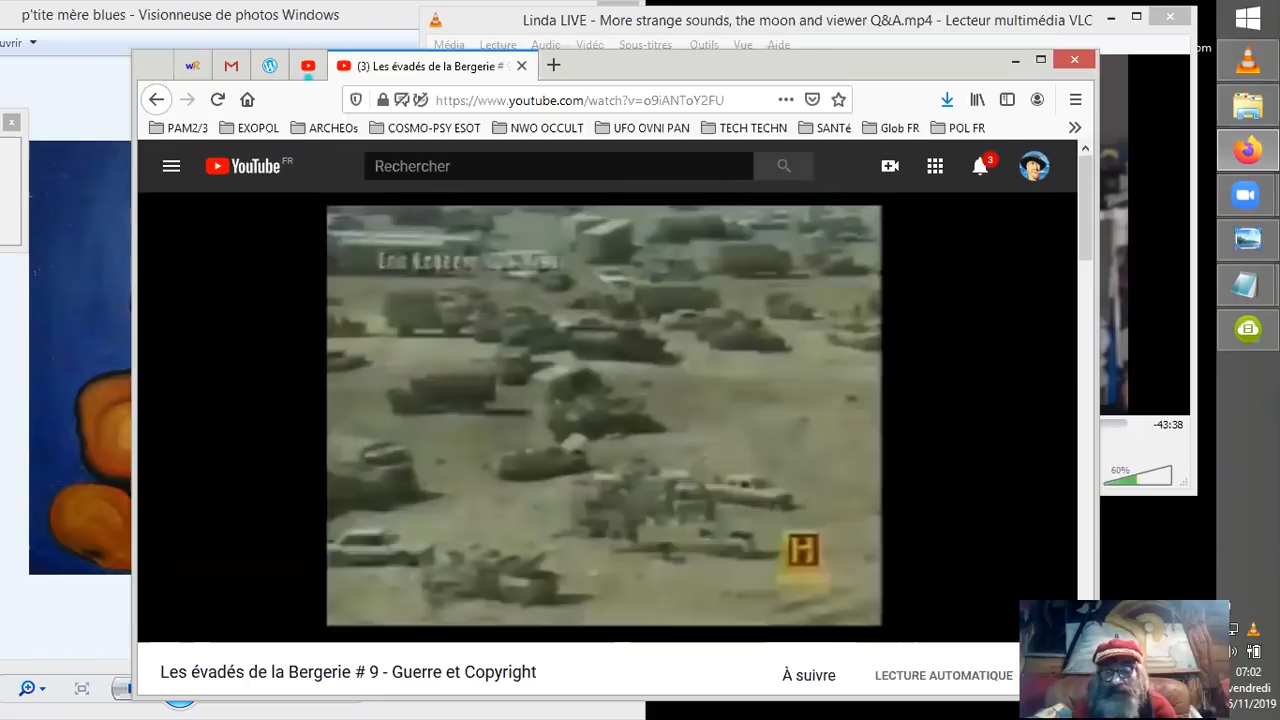 p'tite mère blues - Visionneuse de photos Windows
Linda LIVE - More strange sounds, the moon and viewer Q&A.mp4 - Lecteur multimédia VLC
uvrir
Média Lecture Audio Vidéo Sous-titres Outils Vue Aide
(3) Les évadés de la Bergerie #
om
https://www.youtube.com/watch?v=o9iANToY2FU
PAM2/3 EXOPOL ARCHEOs COSMO-PSY ESOT NWO OCCULT UFO OVNI PAN TECH TECHN SANTé Glob FR POL FR
YouTube FR
Rechercher
3
H
-43:38
60%
Les évadés de la Bergerie # 9 - Guerre et Copyright
À suivre
LECTURE AUTOMATIQUE
07:02
vendredi
5/11/2019